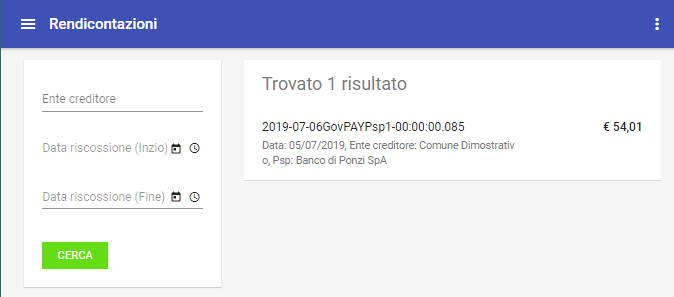 Rendicontazioni
Ente creditore
Data riscossione (Inzio)
Data riscossione (Fine)
CERCA
Trovato 1 risultato
2019-07-06GovPAYPsp1-00:00:00.085
€ 54,01
Data: 05/07/2019, Ente creditore: Comune Dimostrativ
o, Psp: Banco di Ponzi SpA